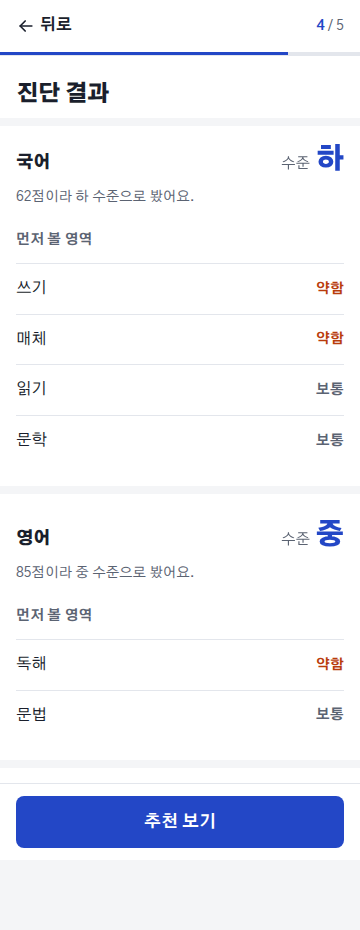 ← 뒤로 4 / 5
진단 결과
국어 수준 하
62점이라 하 수준으로 봤어요.
먼저 볼 영역
쓰기 약함
매체 약함
읽기 보통
문학 보통
영어 수준 중
85점이라 중 수준으로 봤어요.
먼저 볼 영역
독해 약함
문법 보통
추천 보기